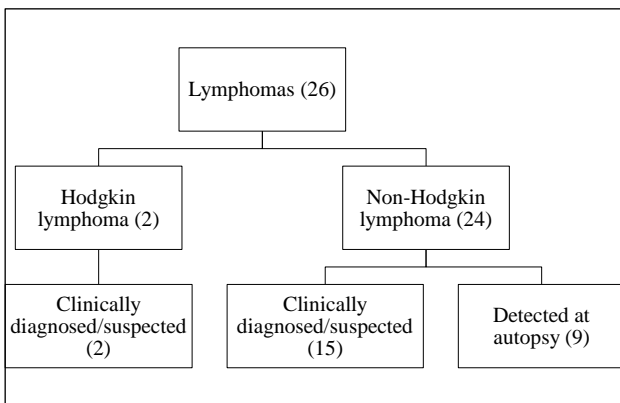 Lymphomas (26)
Hodgkin
lymphoma (2)
Non-Hodgkin
lymphoma (24)
Clinically
diagnosed/suspected
(2)
Clinically
diagnosed/suspected
(15)
Detected at
autopsy (9)